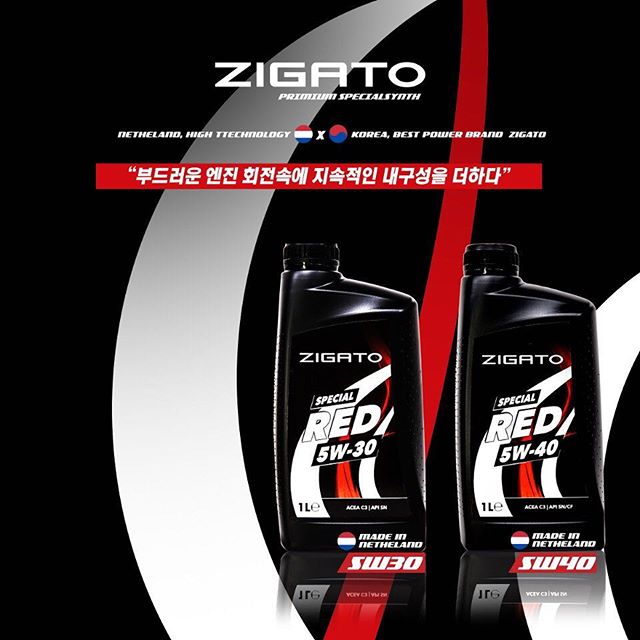 ZIGATO
PRIMIUM SPECIALSYNTH
NETHELAND, HIGH TTECHNOLOGY X KOREA, BEST POWER BRAND ZIGATO
“부드러운 엔진 회전속에 지속적인 내구성을 더하다”
ZIGATO
SPECIAL
RED
5W-30
1L℮
ACEA C3 | API SN
MADE IN
NETHELAND
5W30
ZIGATO
SPECIAL
RED
5W-40
1L℮
ACEA C3 | API SN/CF
MADE IN
NETHELAND
5W40